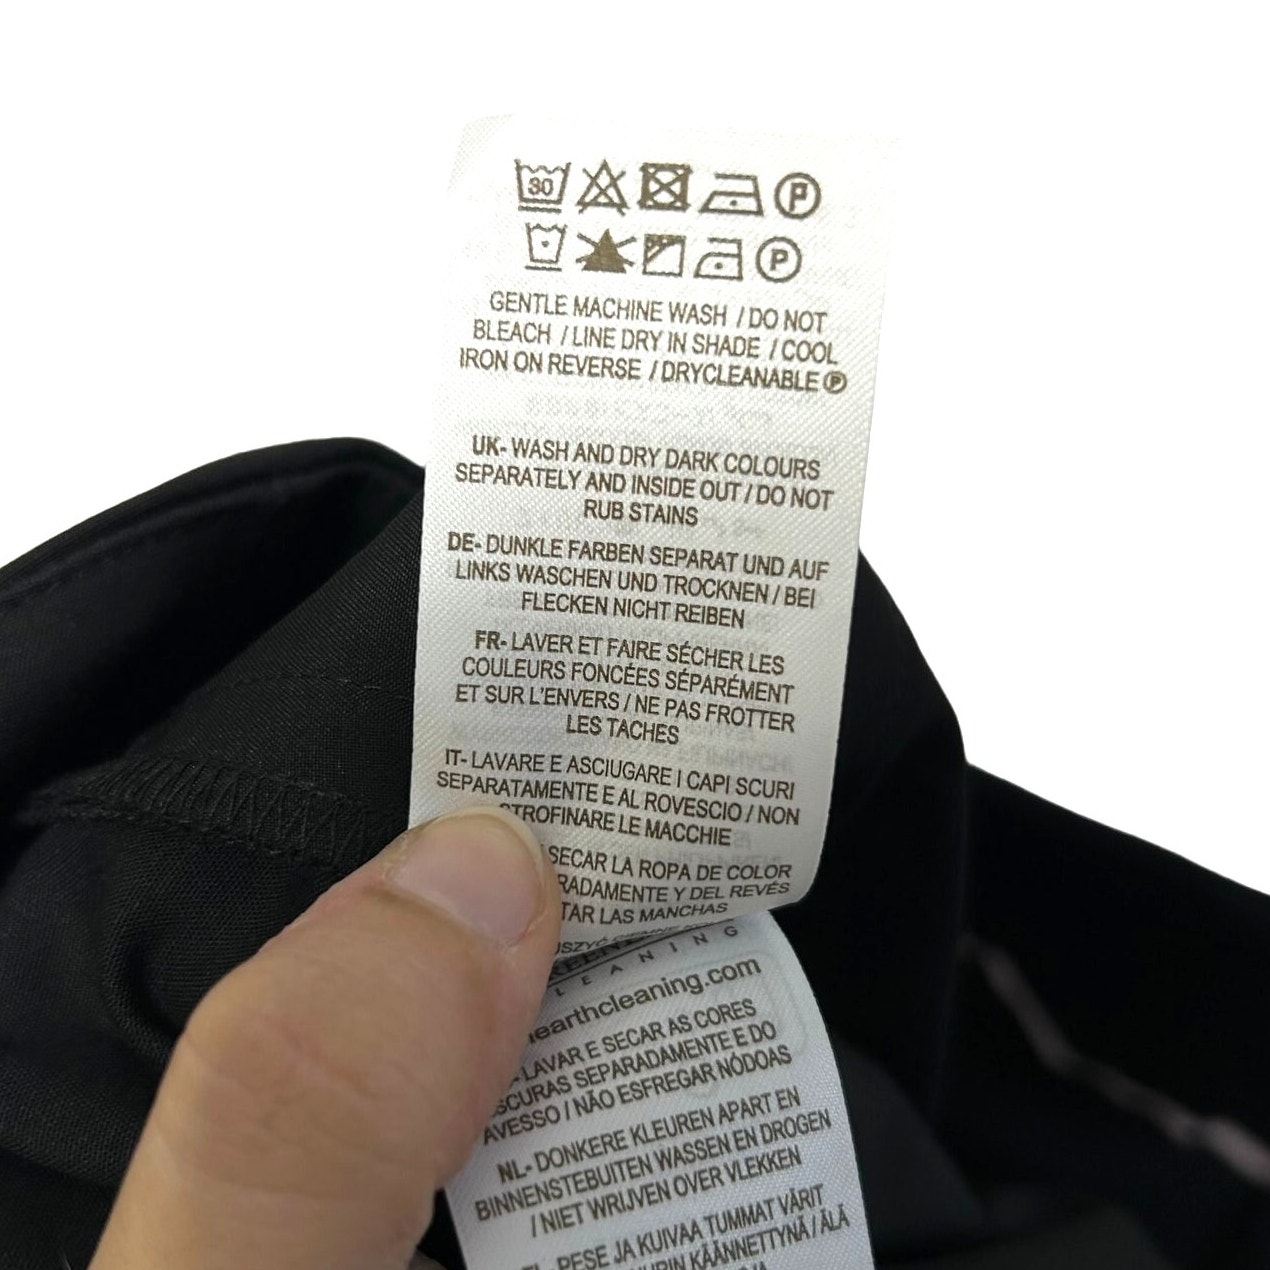 30 P
P
GENTLE MACHINE WASH / DO NOT
BLEACH / LINE DRY IN SHADE / COOL
IRON ON REVERSE / DRYCLEANABLE Ⓟ
UK- WASH AND DRY DARK COLOURS
SEPARATELY AND INSIDE OUT / DO NOT
RUB STAINS
DE- DUNKLE FARBEN SEPARAT UND AUF
LINKS WASCHEN UND TROCKNEN / BEI
FLECKEN NICHT REIBEN
FR- LAVER ET FAIRE SÉCHER LES
COULEURS FONCÉES SÉPARÉMENT
ET SUR L'ENVERS / NE PAS FROTTER
LES TACHES
IT- LAVARE E ASCIUGARE I CAPI SCURI
SEPARATAMENTE E AL ROVESCIO / NON
STROFINARE LE MACCHIE
SECAR LA ROPA DE COLOR
RADAMENTE Y DEL REVÉS
TAR LAS MANCHAS
LEANING
earthcleaning.com
LAVAR E SECAR AS CORES
SCURAS SEPARADAMENTE E DO
AVESSO / NÃO ESFREGAR NÓDOAS
NL- DONKERE KLEUREN APART EN
BINNENSTEBUITEN WASSEN EN DROGEN
/ NIET WRIJVEN OVER VLEKKEN
PESE JA KUIVAA TUMMAT VÄRIT
KÄÄNNETTYNÄ / ÄLÄ